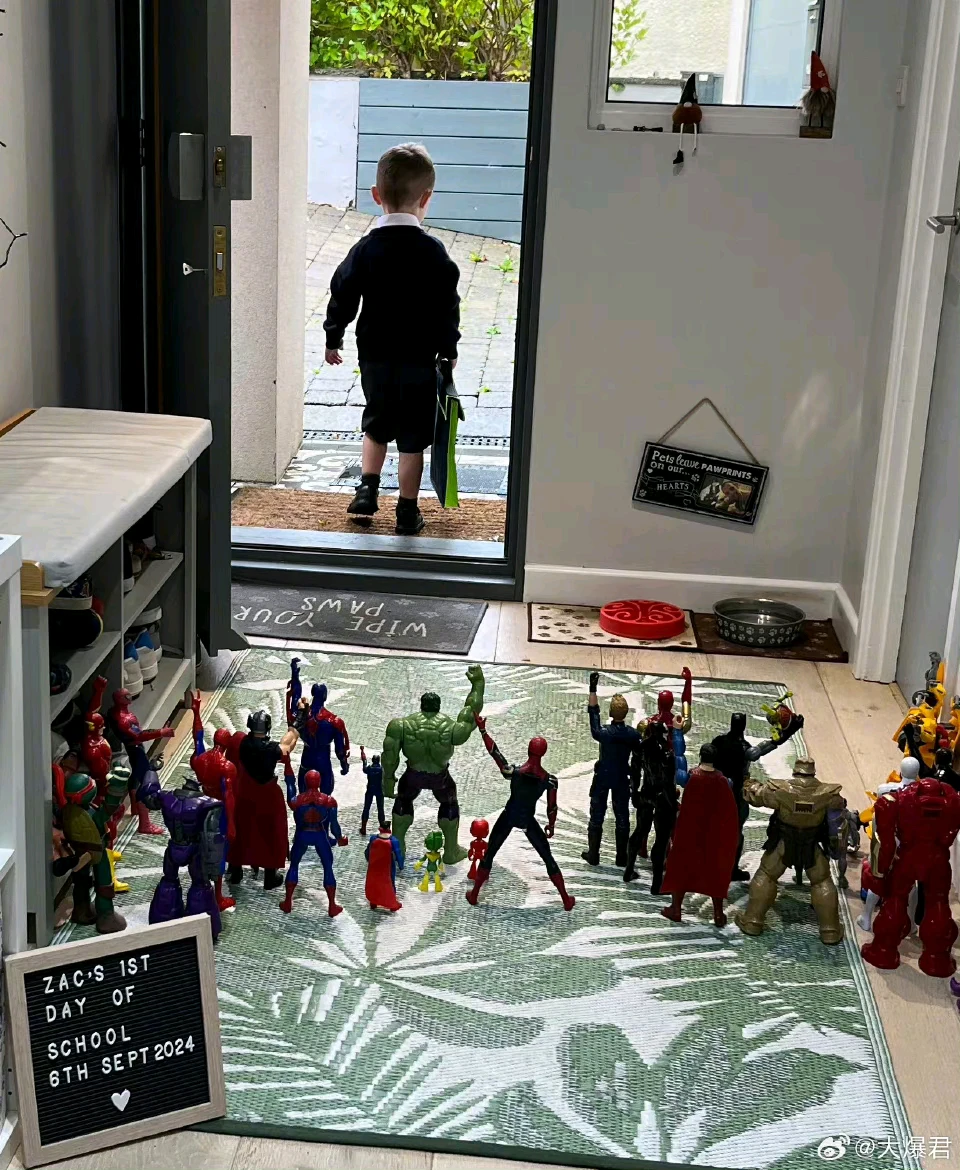 Pets leave PAWPRINTS
on our...
HEARTS
WIPE YOUR
PAWS
ZAC'S 1ST
DAY OF
SCHOOL
6TH SEPT 2024
@大爆君